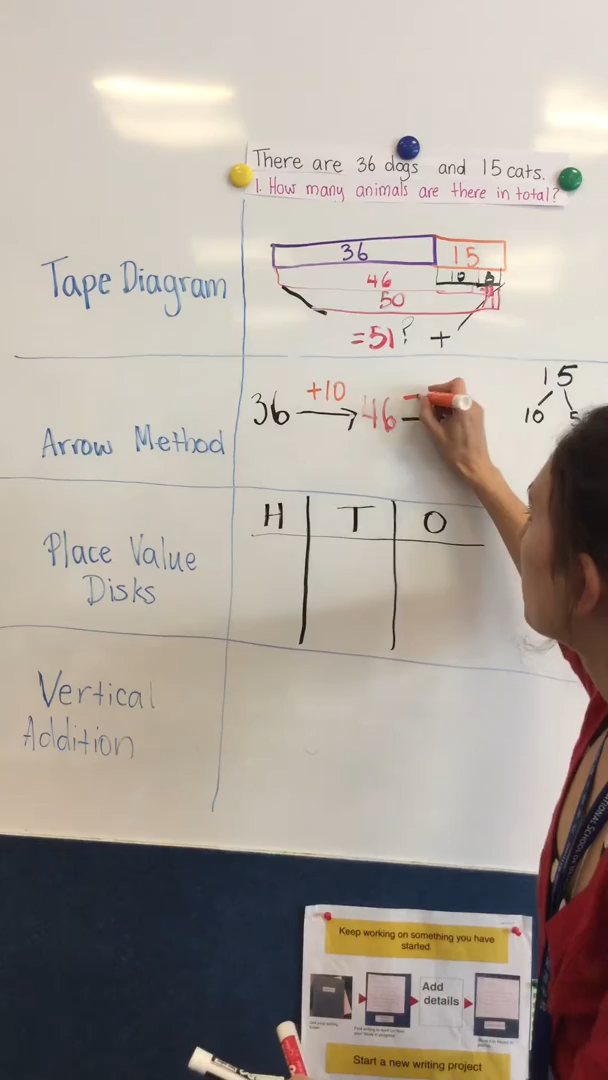 There are 36 dogs and 15 cats.
1. How many animals are there in total?
Tape Diagram
36 15
46 10 5
50
=51? +
Arrow Method
36 +10 46
15
10 5
Place Value
Disks
H T O
Vertical
Addition
Keep working on something you have
started
Add
details
Start a new writing project